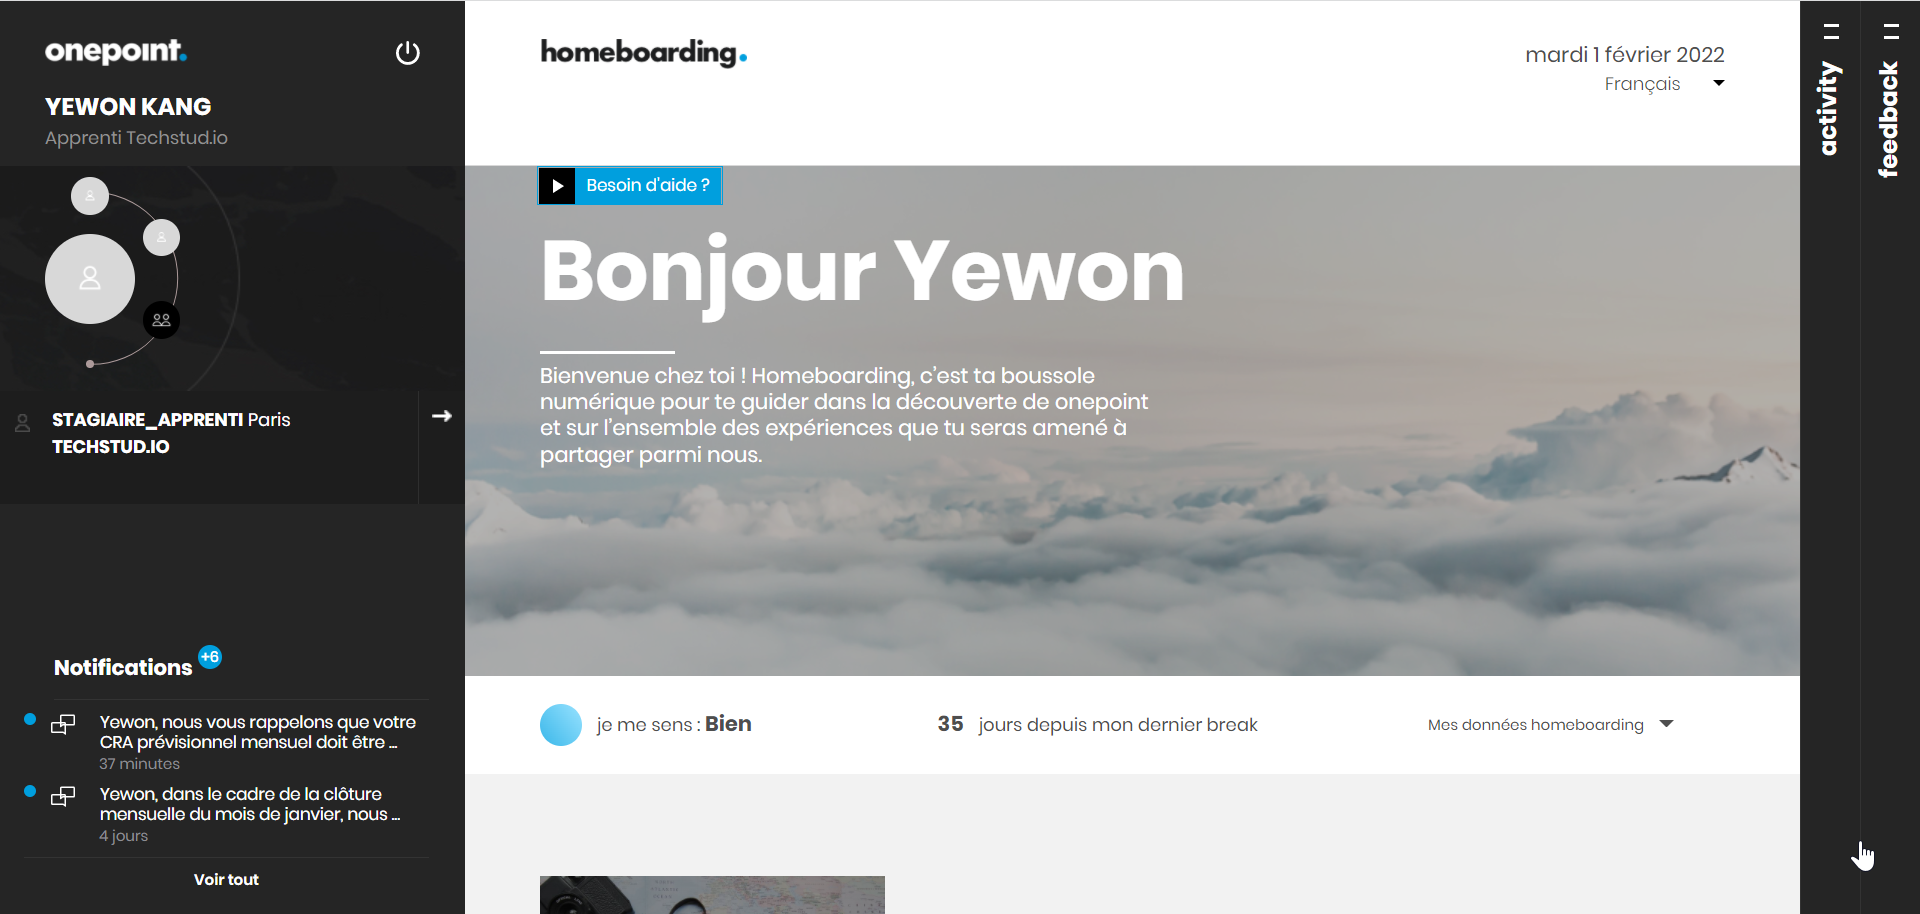 onepoint.
YEWON KANG
Apprenti Techstud.io
STAGIAIRE_APPRENTI Paris
TECHSTUD.IO
Notifications +6
Yewon, nous vous rappelons que votre
CRA prévisionnel mensuel doit être ...
37 minutes
Yewon, dans le cadre de la clôture
mensuelle du mois de janvier, nous ...
4 jours
Voir tout
homeboarding.
mardi 1 février 2022
Français
Besoin d'aide ?
Bonjour Yewon
Bienvenue chez toi ! Homeboarding, c’est ta boussole
numérique pour te guider dans la découverte de onepoint
et sur l’ensemble des expériences que tu seras amené à
partager parmi nous.
je me sens : Bien
35 jours depuis mon dernier break
Mes données homeboarding
activity
feedback